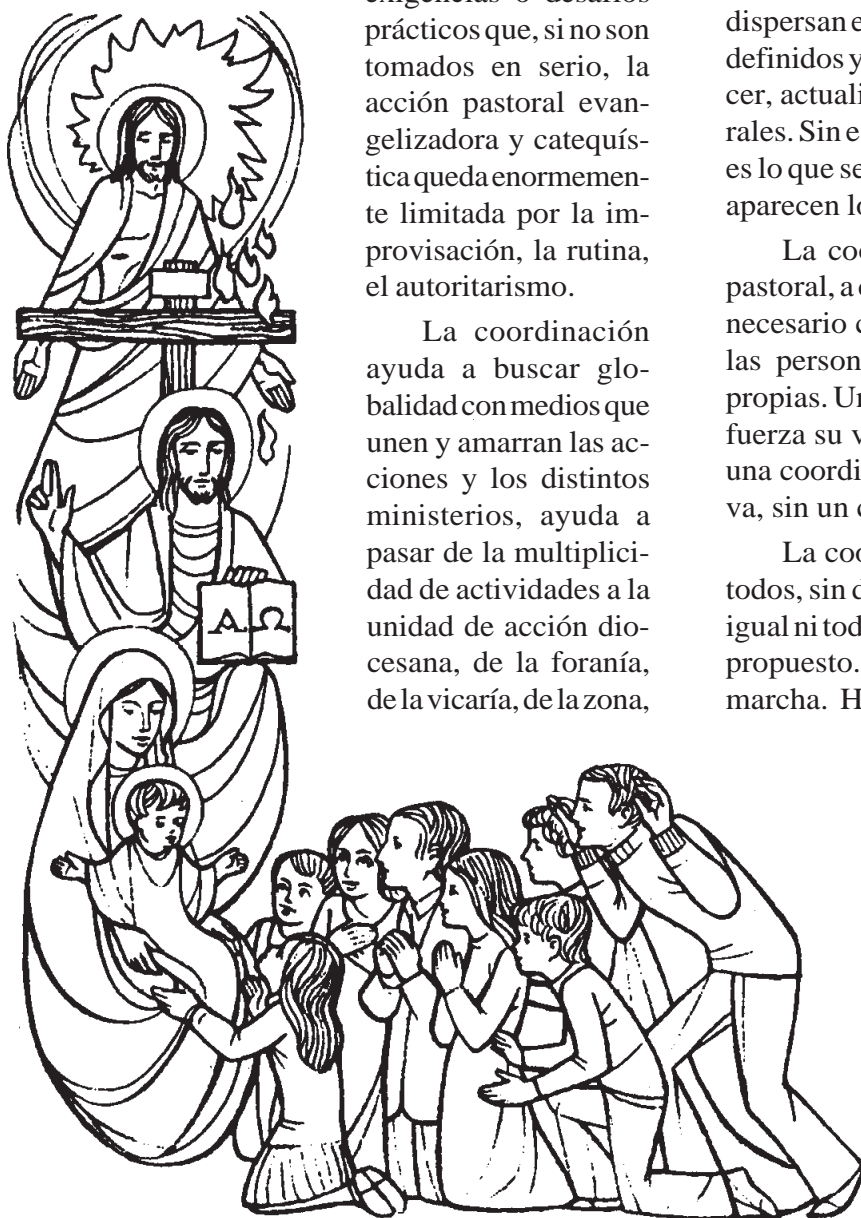 prácticos que, si no son
tomados en serio, la
acción pastoral evan-
gelizadora y catequís-
tica queda enormemen-
te limitada por la im-
provisación, la rutina,
el autoritarismo.
La coordinación
ayuda a buscar glo-
balidad con medios que
unen y amarran las ac-
ciones y los distintos
ministerios, ayuda a
pasar de la multiplici-
dad de actividades a la
unidad de acción dio-
cesana, de la foranía,
de la vicaría, de la zona,
dispersan e
definidos y
cer, actuali
rales. Sin e
es lo que se
aparecen lo
La coo
pastoral, a
necesario
las person
propias. Un
fuerza su v
una coordi
va, sin un
La coo
todos, sin d
igual ni tod
propuesto.
marcha. H
A Ω